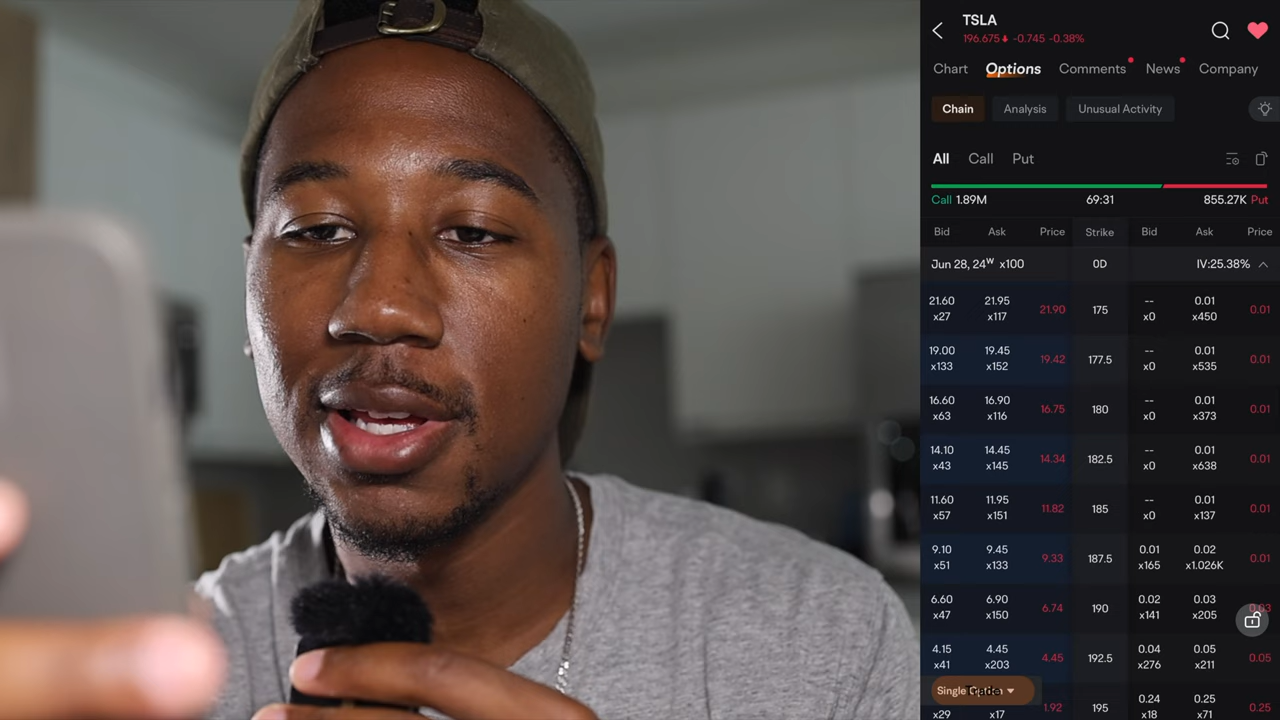 TSLA
196.675 -0.745 -0.38%
Chart Options Comments News Company
Chain Analysis Unusual Activity
All Call Put
Call 1.89M 69:31 855.27K Put
Bid Ask Price Strike Bid Ask Price
Jun 28, 24ᵂ x100 0D IV:25.38%
21.60 21.95 21.90 175 -- 0.01 0.01
x27 x117 x0 x450
19.00 19.45 19.42 177.5 -- 0.01 0.01
x133 x152 x0 x535
16.60 16.90 16.75 180 -- 0.01 0.01
x63 x116 x0 x373
14.10 14.45 14.34 182.5 -- 0.01 0.01
x43 x145 x0 x638
11.60 11.95 11.82 185 -- 0.01 0.01
x57 x151 x0 x137
9.10 9.45 9.33 187.5 0.01 0.02 0.01
x51 x133 x165 x1.026K
6.60 6.90 6.74 190 0.02 0.03 0.03
x47 x150 x141 x205
4.15 4.45 4.45 192.5 0.04 0.05 0.05
x41 x203 x276 x211
Single Trade
1.92 195 0.24 0.25 0.25
x29 x17 x18 x71